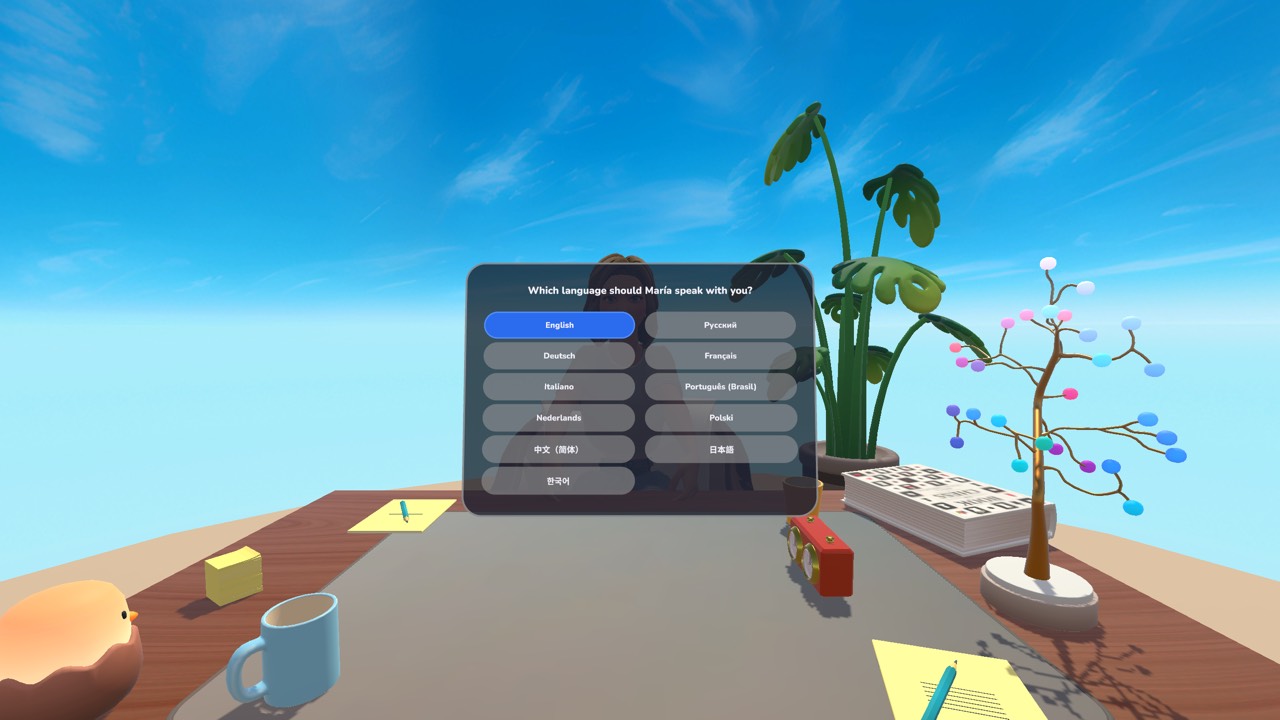 Which language should María speak with you?
English
Русский
Deutsch
Français
Italiano
Português (Brasil)
Nederlands
Polski
中文（简体）
日本語
한국어